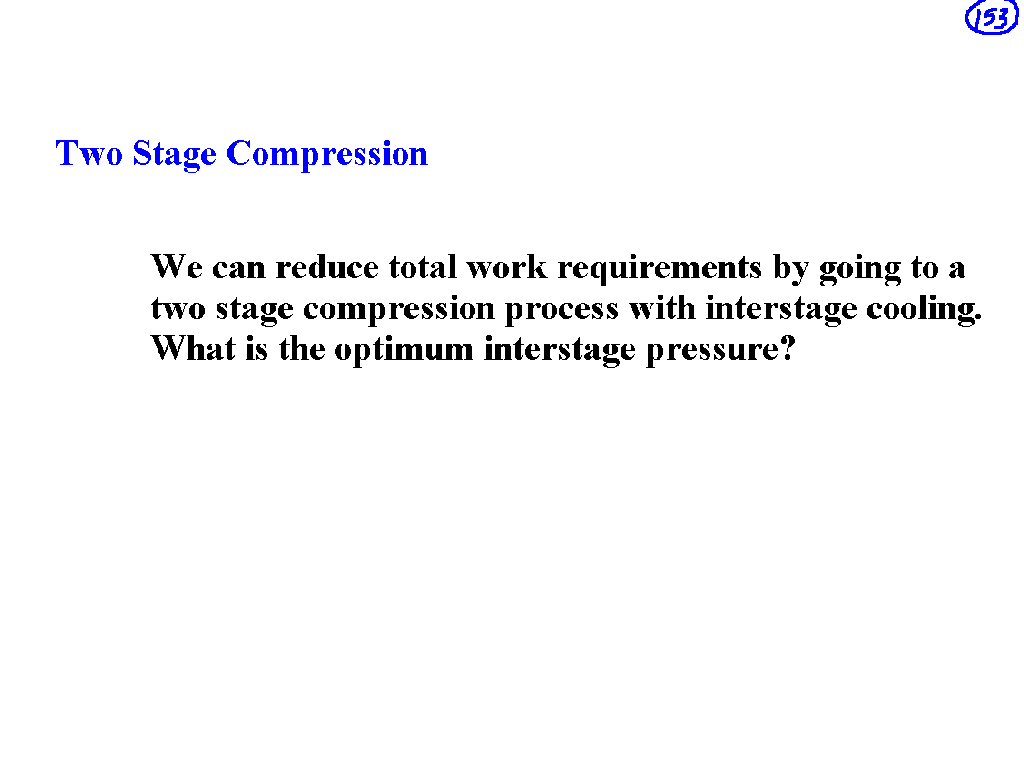 153
Two Stage Compression
We can reduce total work requirements by going to a
two stage compression process with interstage cooling.
What is the optimum interstage pressure?